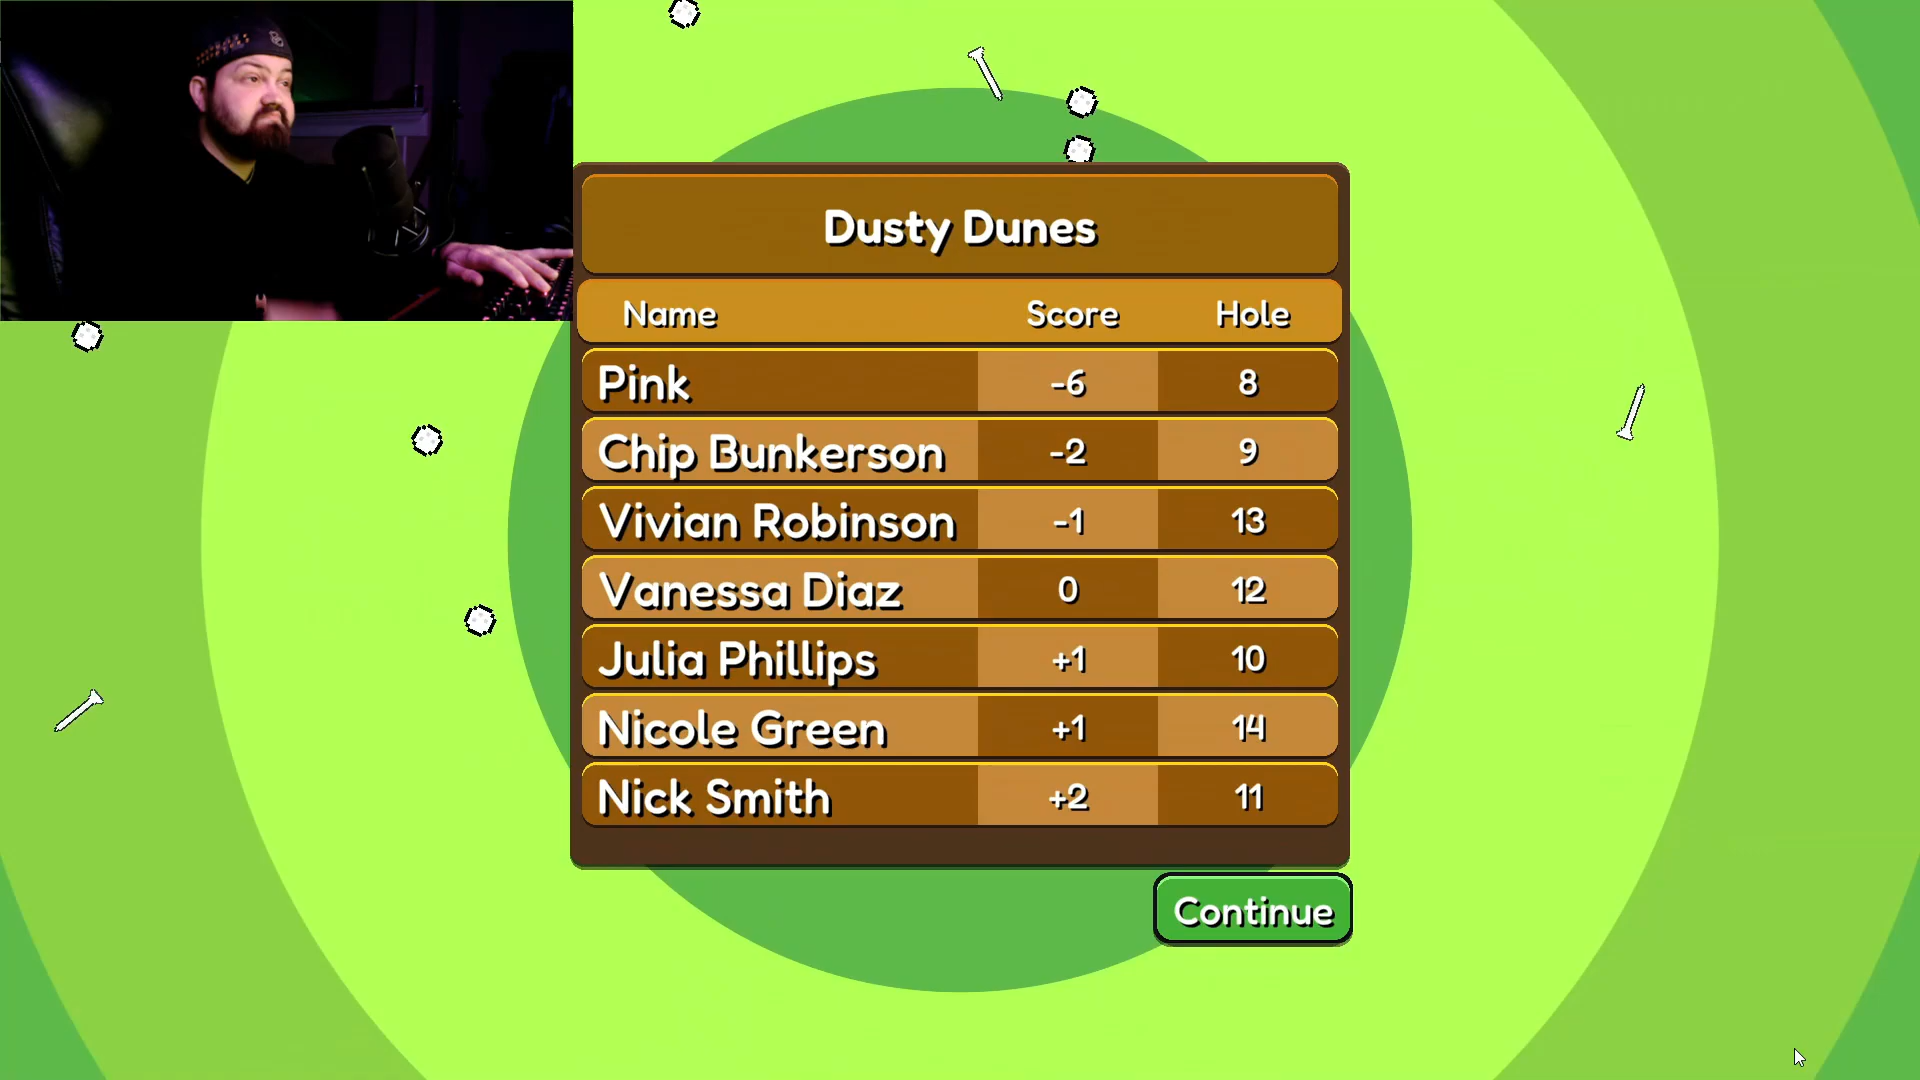 Dusty Dunes
Name Score Hole
Pink -6 8
Chip Bunkerson -2 9
Vivian Robinson -1 13
Vanessa Diaz 0 12
Julia Phillips +1 10
Nicole Green +1 14
Nick Smith +2 11
Continue